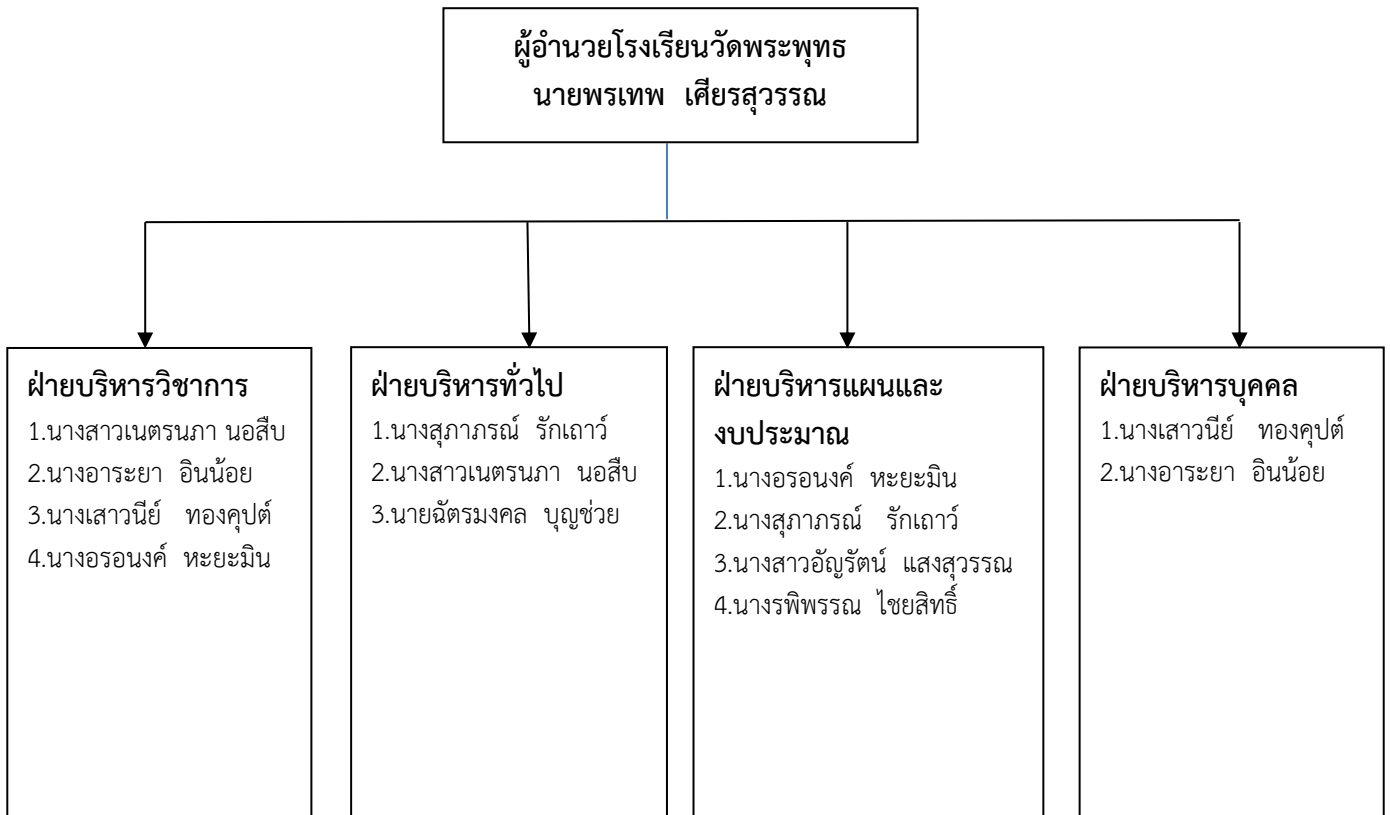 ผู้อำนวยโรงเรียนวัดพระพุทธ
นายพรเทพ เศียรสุวรรณ
ฝ่ายบริหารวิชาการ
1.นางสาวเนตรนภา นอสืบ
2.นางอาระยา อินน้อย
3.นางเสาวนีย์ ทองคุปต์
4.นางอรอนงค์ หะยะมิน
ฝ่ายบริหารทั่วไป
1.นางสุภาภรณ์ รักเถาว์
2.นางสาวเนตรนภา นอสืบ
3.นายฉัตรมงคล บุญช่วย
ฝ่ายบริหารแผนและ
งบประมาณ
1.นางอรอนงค์ หะยะมิน
2.นางสุภาภรณ์ รักเถาว์
3.นางสาวอัญรัตน์ แสงสุวรรณ
4.นางรพิพรรณ ไชยสิทธิ์
ฝ่ายบริหารบุคคล
1.นางเสาวนีย์ ทองคุปต์
2.นางอาระยา อินน้อย